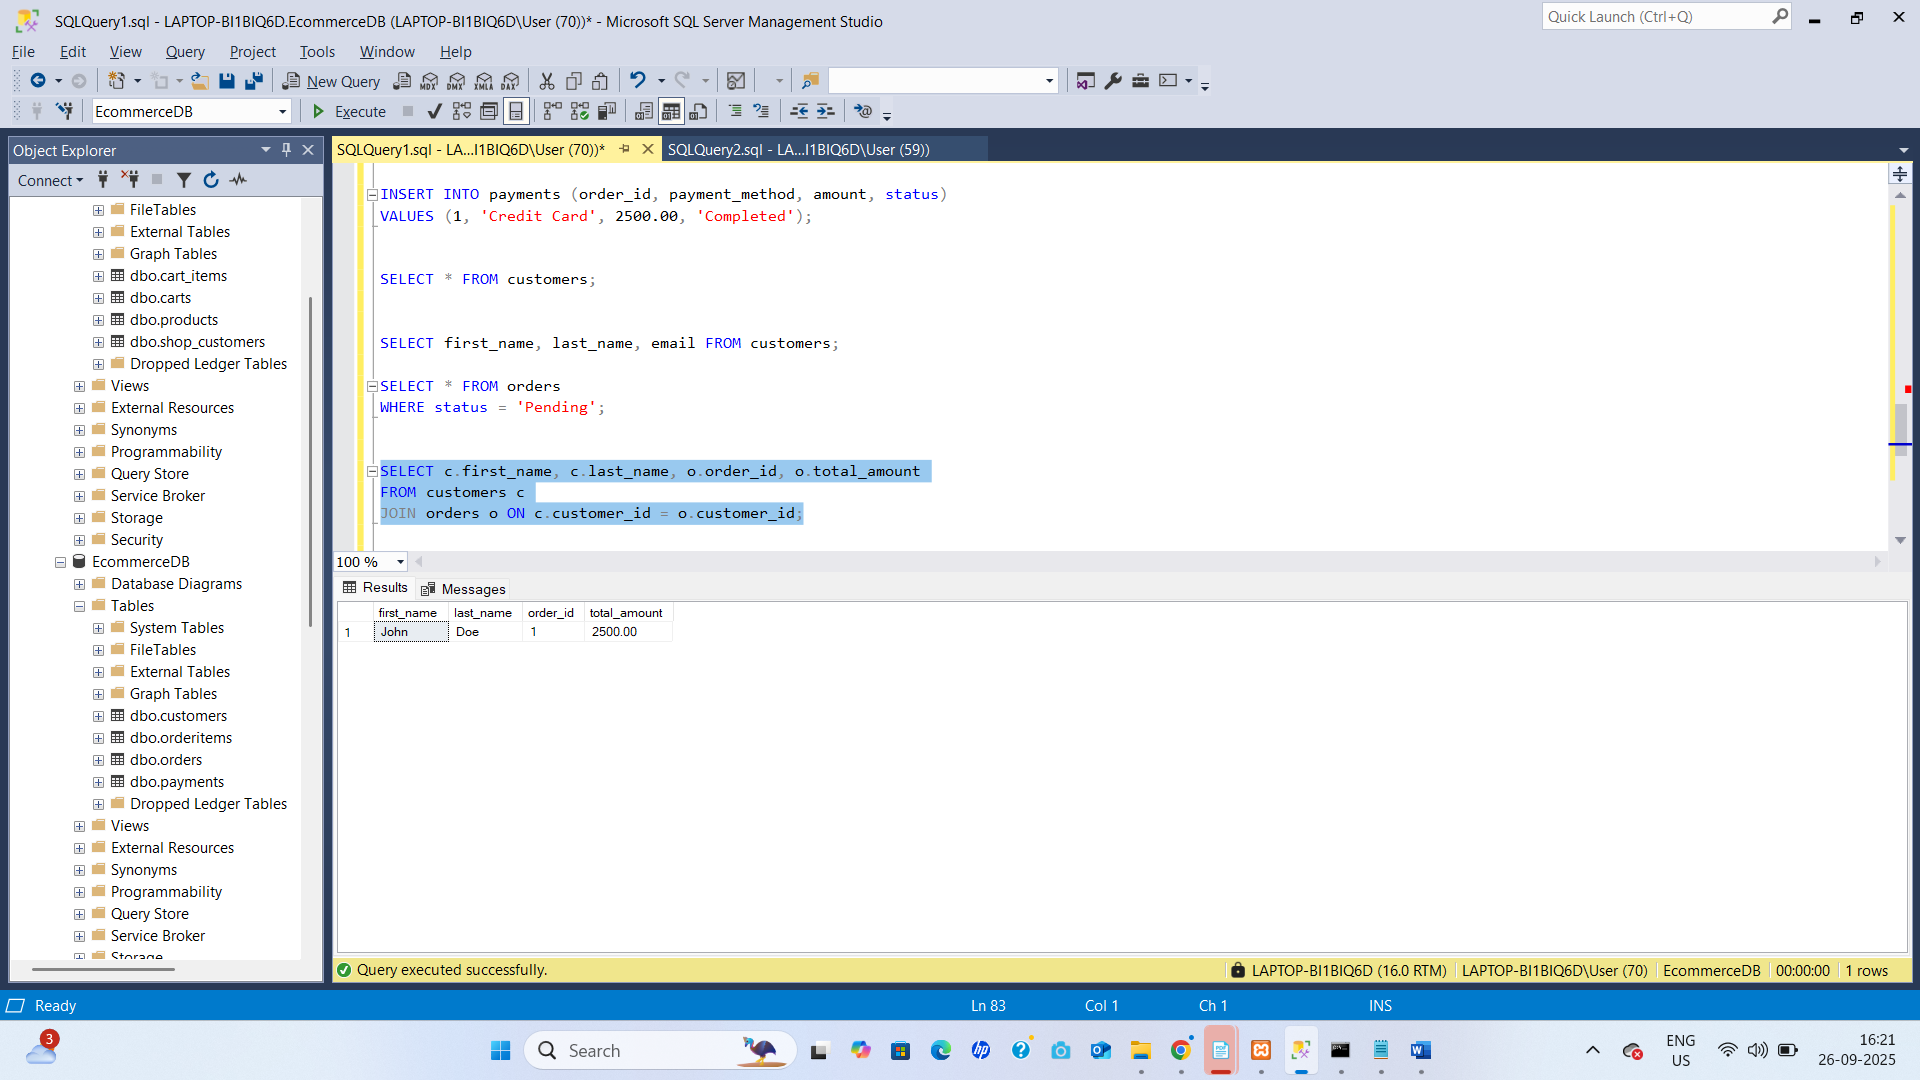 SQLQuery1.sql - LAPTOP-BI1BIQ6D.EcommerceDB (LAPTOP-BI1BIQ6D\User (70))* - Microsoft SQL Server Management Studio
Quick Launch (Ctrl+Q)
File Edit View Query Project Tools Window Help
New Query MDX DMX XMLA DAX
EcommerceDB Execute
Object Explorer
Connect
FileTables
External Tables
Graph Tables
dbo.cart_items
dbo.carts
dbo.products
dbo.shop_customers
Dropped Ledger Tables
Views
External Resources
Synonyms
Programmability
Query Store
Service Broker
Storage
Security
EcommerceDB
Database Diagrams
Tables
System Tables
FileTables
External Tables
Graph Tables
dbo.customers
dbo.orderitems
dbo.orders
dbo.payments
Dropped Ledger Tables
Views
External Resources
Synonyms
Programmability
Query Store
Service Broker
Storage
SQLQuery1.sql - LA...I1BIQ6D\User (70))* SQLQuery2.sql - LA...I1BIQ6D\User (59))
INSERT INTO payments (order_id, payment_method, amount, status)
VALUES (1, 'Credit Card', 2500.00, 'Completed');
SELECT * FROM customers;
SELECT first_name, last_name, email FROM customers;
SELECT * FROM orders
WHERE status = 'Pending';
SELECT c.first_name, c.last_name, o.order_id, o.total_amount
FROM customers c
JOIN orders o ON c.customer_id = o.customer_id;
100 %
Results Messages
first_name last_name order_id total_amount
1 John Doe 1 2500.00
Query executed successfully. LAPTOP-BI1BIQ6D (16.0 RTM) LAPTOP-BI1BIQ6D\User (70) EcommerceDB 00:00:00 1 rows
Ready Ln 83 Col 1 Ch 1 INS
3 Search ENG 16:21
US 26-09-2025